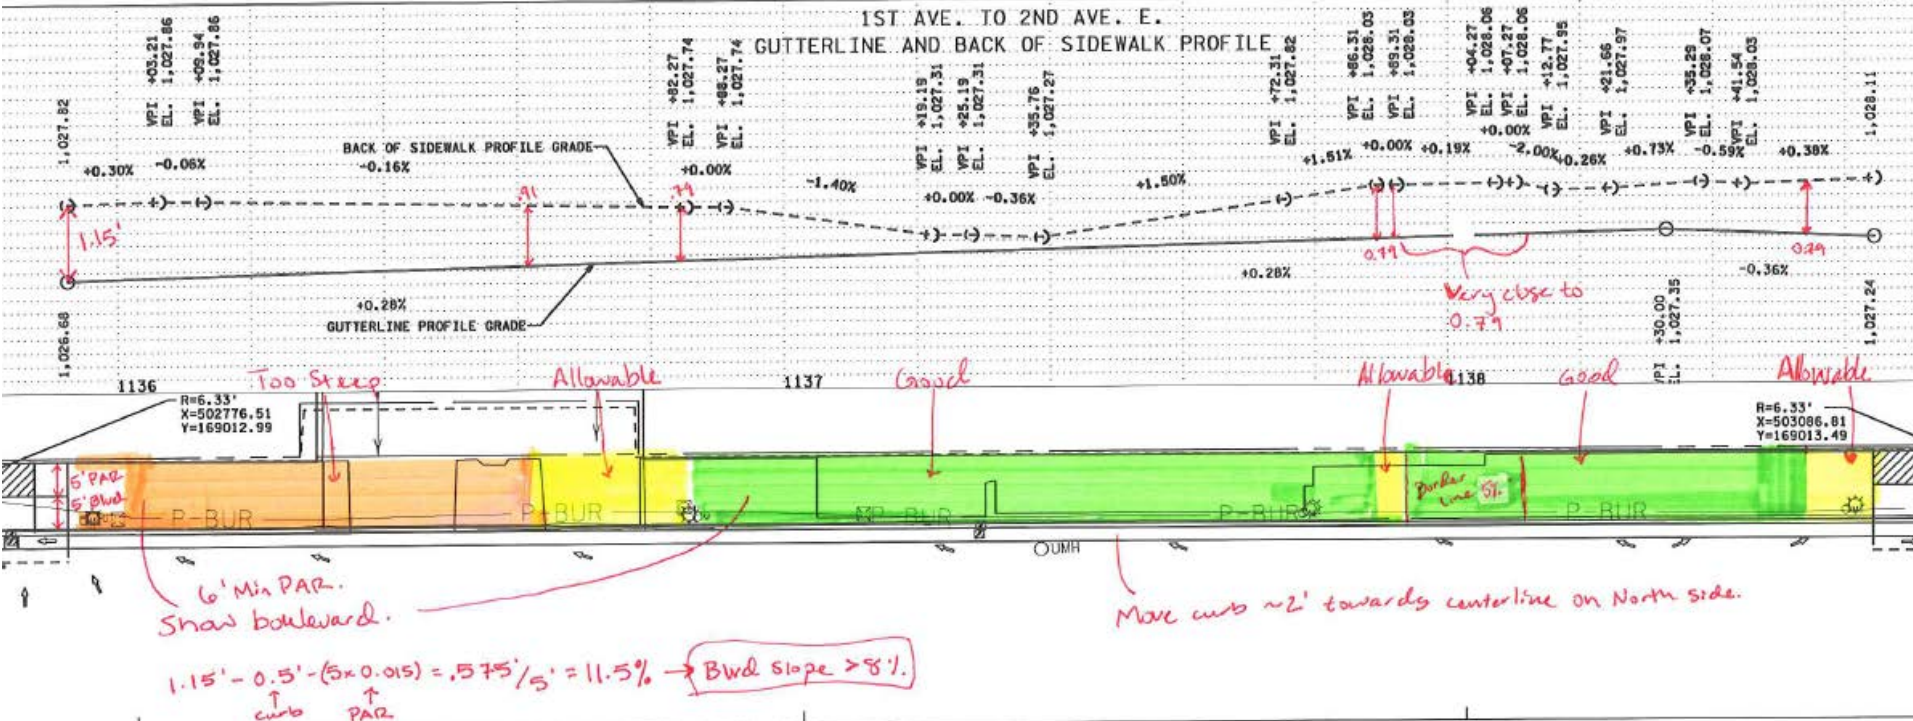 1ST AVE. TO 2ND AVE. E.
GUTTERLINE AND BACK OF SIDEWALK PROFILE
1,027.82
VPI +03.21
EL. 1,027.86
VPI +09.94
EL. 1,027.86
VPI +82.27
EL. 1,027.74
VPI +88.27
EL. 1,027.74
VPI +19.19
EL. 1,027.31
VPI +25.19
EL. 1,027.31
VPI +35.76
EL. 1,027.27
VPI +72.31
EL. 1,027.82
VPI +86.31
EL. 1,028.03
VPI +89.31
EL. 1,028.03
VPI +04.27
EL. 1,028.06
VPI +07.27
EL. 1,028.06
VPI +12.77
EL. 1,027.95
VPI +21.66
EL. 1,027.97
VPI +35.29
EL. 1,028.07
VPI +41.54
EL. 1,028.03
1,028.11
BACK OF SIDEWALK PROFILE GRADE
+0.30% -0.06% -0.16% +0.00% -1.40% +0.00% -0.36% +1.50% +1.51% +0.00% +0.19% +0.00% -2.00% +0.26% +0.73% -0.59% +0.38%
.91 .79
1.15'
0.79
0.29
+0.28%
+0.28%
-0.36%
GUTTERLINE PROFILE GRADE
Very close to
0.79
1,026.68
VPI +30.00
EL. 1,027.35
1,027.24
1136 Too Steep Allowable 1137 Good Allowable 1138 Good Allowable
R=6.33'
X=502776.51
Y=169012.99
R=6.33'
X=503086.81
Y=169013.49
5' PAR
5' Blvd
Border
Line 5%
P-BUR P-BUR P-BUR P-BUR P-BUR
UMH
6' Min PAR.
Show boulevard.
Move curb ~2' towards centerline on North side.
1.15' - 0.5' - (5x0.015) = .575'/5' = 11.5% → Blvd Slope > 8%.
↑ ↑
curb PAR